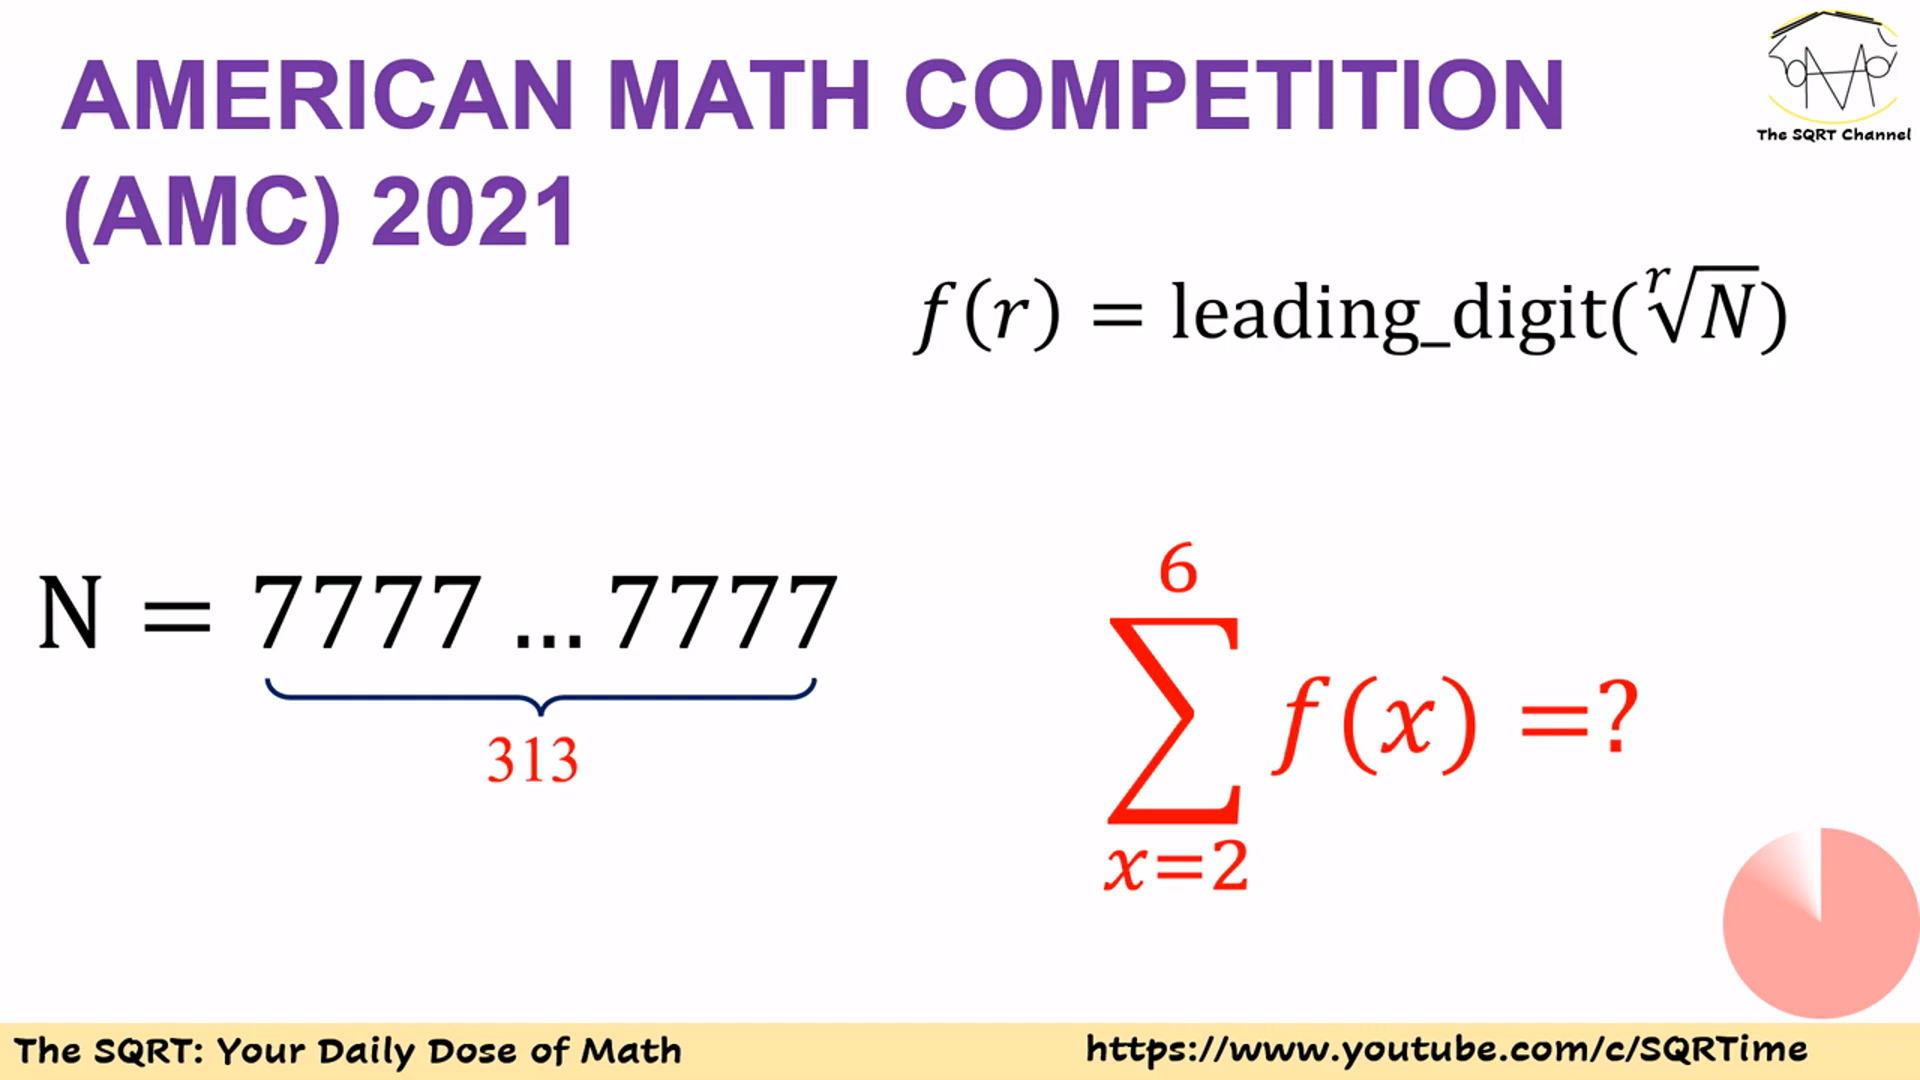 AMERICAN MATH COMPETITION
(AMC) 2021
The SQRT Channel
f(r) = leading_digit(ʳ√N)
N = 7777 ... 7777
313
6
∑ f(x) =?
x=2
The SQRT: Your Daily Dose of Math
https://www.youtube.com/c/SQRTime